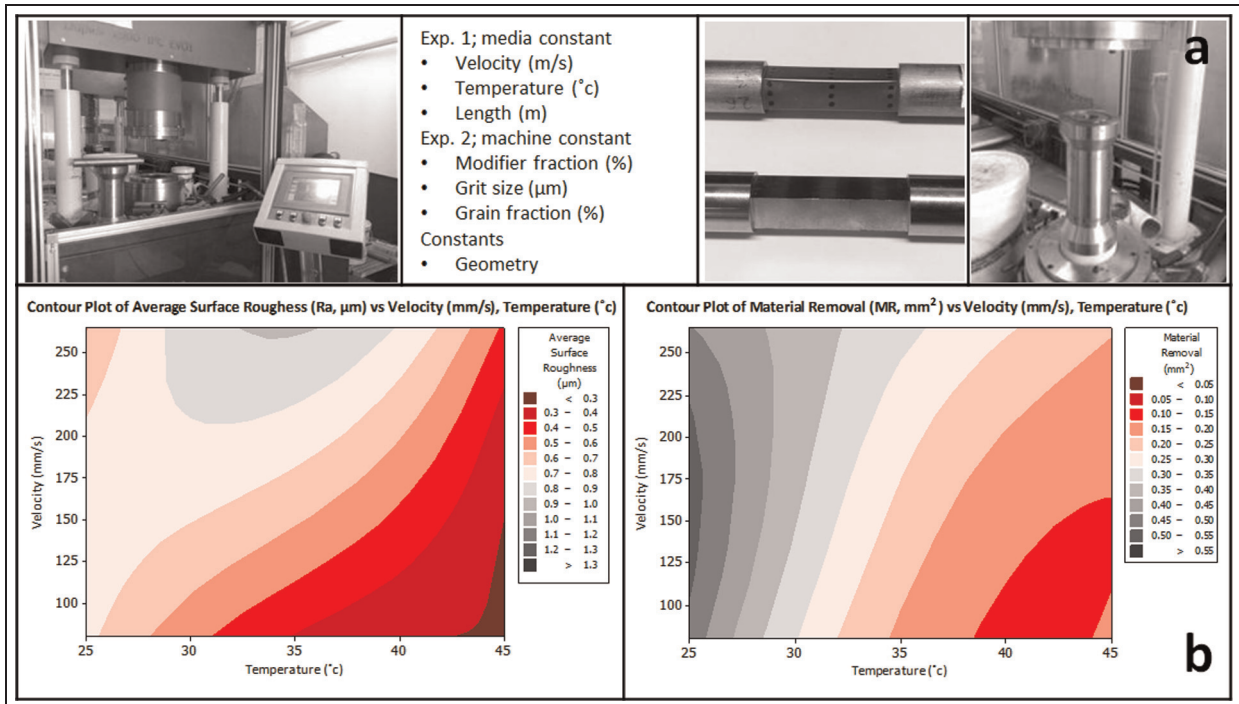 Exp. 1; media constant
• Velocity (m/s)
• Temperature (˚c)
• Length (m)
Exp. 2; machine constant
• Modifier fraction (%)
• Grit size (µm)
• Grain fraction (%)
Constants
• Geometry
a
Contour Plot of Average Surface Roughess (Ra, µm) vs Velocity (mm/s), Temperature (˚c)
Velocity (mm/s)
250
225
200
175
150
125
100
25
30
35
40
45
Temperature (˚c)
Average
Surface
Roughness
(µm)
< 0.3
0.3 – 0.4
0.4 – 0.5
0.5 – 0.6
0.6 – 0.7
0.7 – 0.8
0.8 – 0.9
0.9 – 1.0
1.0 – 1.1
1.1 – 1.2
1.2 – 1.3
> 1.3
Contour Plot of Material Removal (MR, mm²) vs Velocity (mm/s), Temperature (˚c)
Velocity (mm/s)
250
225
200
175
150
125
100
25
30
35
40
45
Temperature (˚c)
Material
Removal
(mm²)
< 0.05
0.05 – 0.10
0.10 – 0.15
0.15 – 0.20
0.20 – 0.25
0.25 – 0.30
0.30 – 0.35
0.35 – 0.40
0.40 – 0.45
0.45 – 0.50
0.50 – 0.55
> 0.55
b